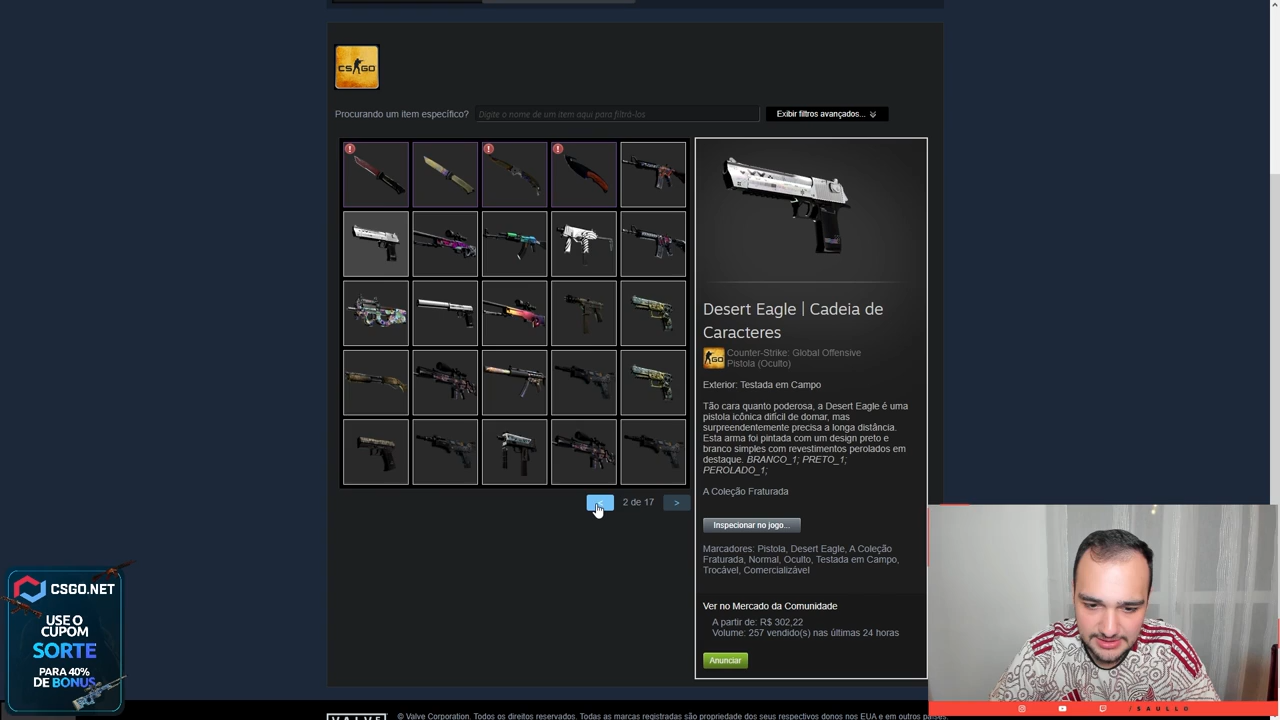 CS GO
Procurando um item específico?
Digite o nome de um item aqui para filtrá-los
Exibir filtros avançados...
Desert Eagle | Cadeia de
Caracteres
Counter-Strike: Global Offensive
Pistola (Oculto)
Exterior: Testada em Campo
Tão cara quanto poderosa, a Desert Eagle é uma
pistola icônica difícil de domar, mas
surpreendentemente precisa a longa distância.
Esta arma foi pintada com um design preto e
branco simples com revestimentos perolados em
destaque. BRANCO_1; PRETO_1;
PEROLADO_1;
A Coleção Fraturada
< 2 de 17 >
Inspecionar no jogo...
Marcadores: Pistola, Desert Eagle, A Coleção
Fraturada, Normal, Oculto, Testada em Campo,
Trocável, Comercializável
Ver no Mercado da Comunidade
A partir de: R$ 302,22
Volume: 257 vendido(s) nas últimas 24 horas
Anunciar
CSGO.NET
USE O
CUPOM
SORTE
PARA 40%
DE BONUS
/SAULLO
VALVE
© Valve Corporation. Todos os direitos reservados. Todas as marcas registradas são propriedade dos seus respectivos donos nos EUA e em outros países.